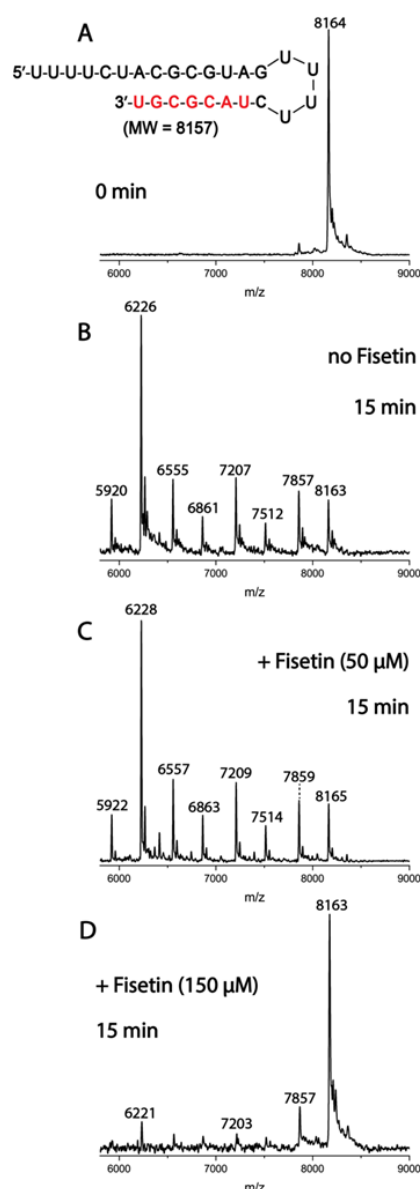 A
8164
U
5′-U-U-U-U-C-U-A-C-G-C-G-U-A-G
U
3′-U-G-C-G-C-A-U-C
U
U
(MW = 8157)
0 min
6000 7000 8000 9000
m/z
B
6226
no Fisetin
15 min
5920 6555 6861 7207 7512 7857 8163
6000 7000 8000 9000
m/z
C
6228
+ Fisetin (50 μM)
15 min
5922 6557 6863 7209 7514 7859 8165
6000 7000 8000 9000
m/z
D
8163
+ Fisetin (150 μM)
15 min
6221 7203 7857
6000 7000 8000 9000
m/z